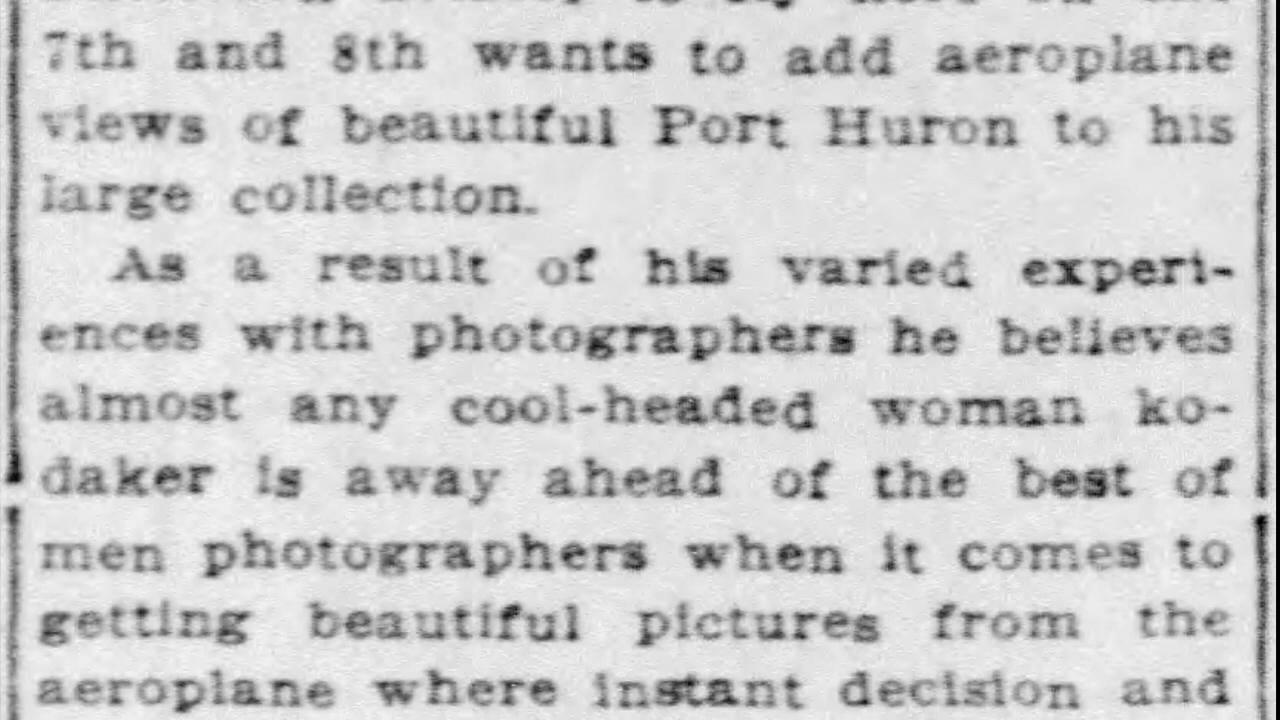 7th and 8th wants to add aeroplane
views of beautiful Port Huron to his
large collection.
As a result of his varied experi-
ences with photographers he believes
almost any cool-headed woman ko-
daker is away ahead of the best of
men photographers when it comes to
getting beautiful pictures from the
aeroplane where instant decision and